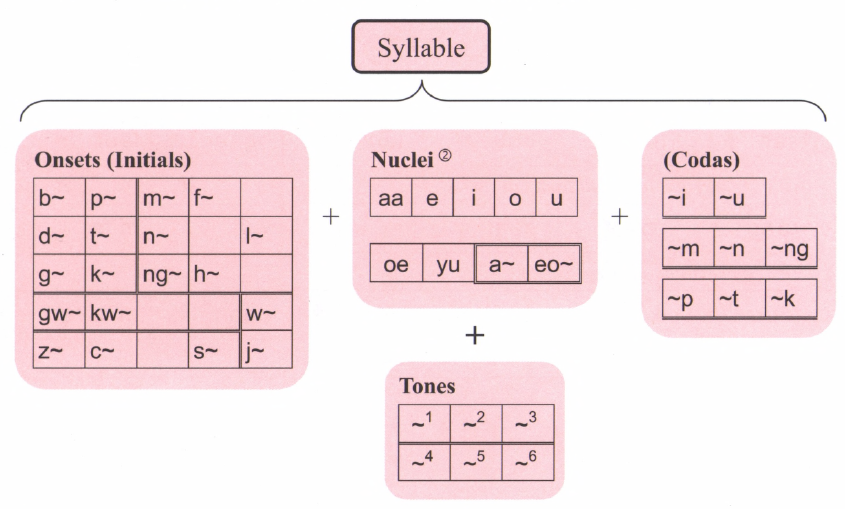 Syllable
Onsets (Initials)
b~ p~ m~ f~
d~ t~ n~ l~
g~ k~ ng~ h~
gw~ kw~ w~
z~ c~ s~ j~
+
Nuclei ②
aa e i o u
oe yu a~ eo~
+
(Codas)
~i ~u
~m ~n ~ng
~p ~t ~k
+
Tones
~1 ~2 ~3
~4 ~5 ~6